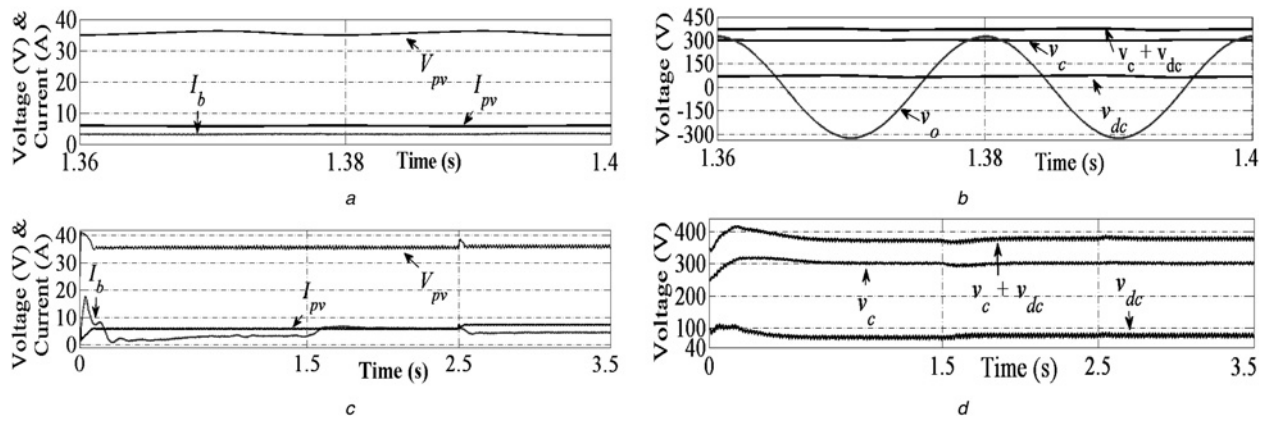 Voltage (V) &
Current (A)
40
30
20
10
0
V_pv
I_b
I_pv
1.36
1.38
Time (s)
1.4
a
Voltage (V)
450
300
150
0
-150
-300
v_c
v_c + v_dc
v_dc
v_o
1.36
1.38
Time (s)
1.4
b
Voltage (V) &
Current (A)
40
30
20
10
0
I_b
I_pv
V_pv
0
1.5
2.5
3.5
Time (s)
c
Voltage (V)
400
300
200
100
40
v_c
v_c + v_dc
v_dc
0
1.5
Time (s)
2.5
3.5
d